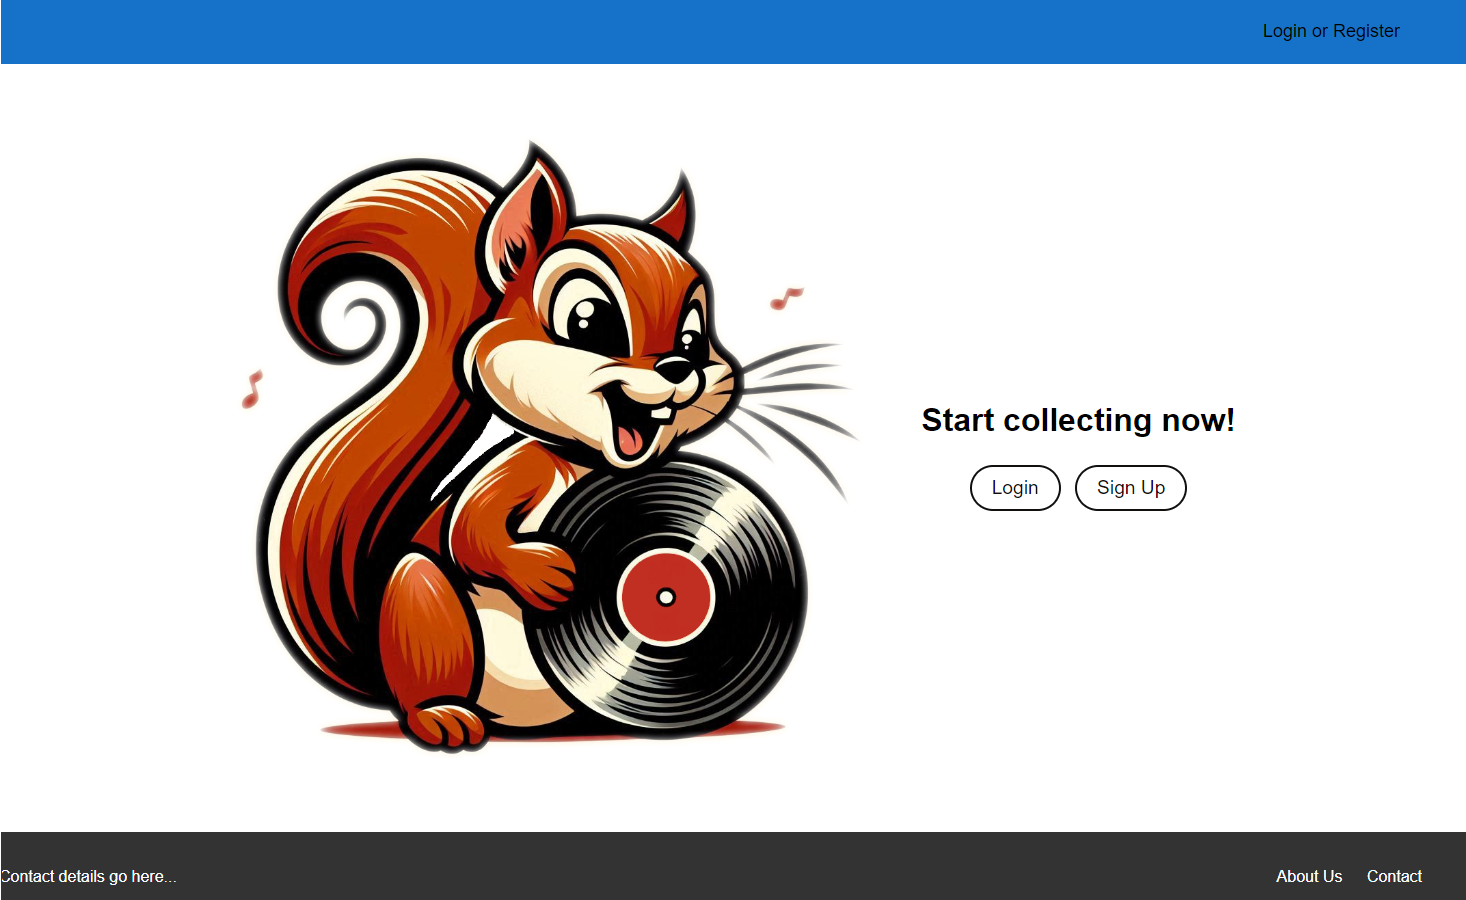 Login or Register
Start collecting now!
Login
Sign Up
Contact details go here...
About Us
Contact